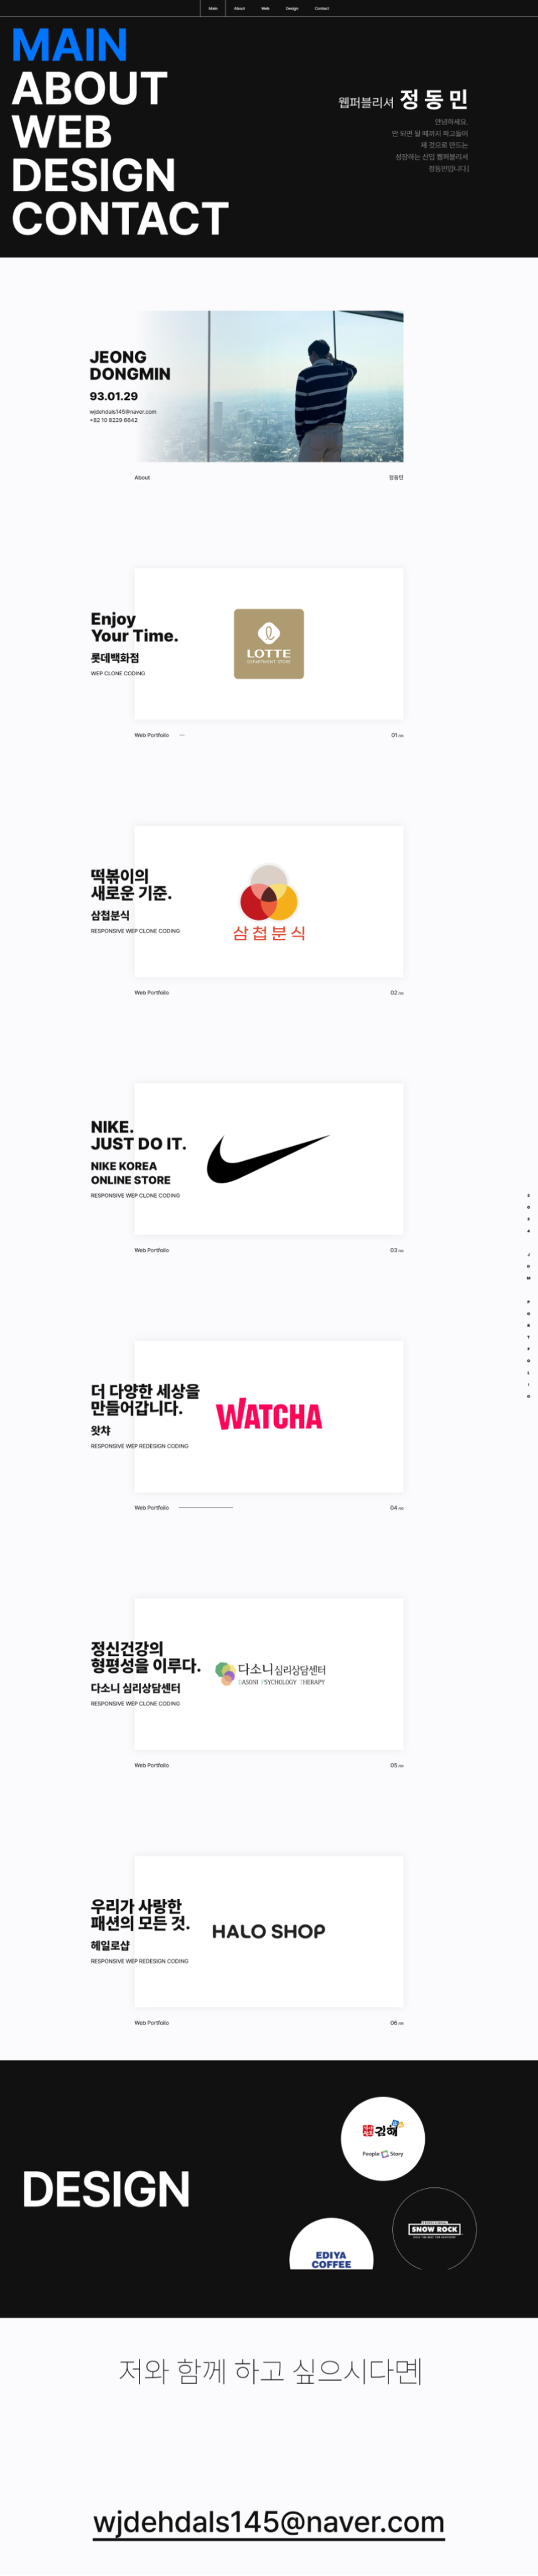 Main
About
Web
Design
Contact
MAIN
ABOUT
WEB
DESIGN
CONTACT
웹퍼블리셔 정동민
안녕하세요.
안 되면 될 때까지 파고들어
제 것으로 만드는
성장하는 신입 웹퍼블리셔
정동민입니다.|
JEONG
DONGMIN
93.01.29
wjdehdals145@naver.com
+82 10 8229 6642
About
정동민
Enjoy
Your Time.
롯데백화점
WEP CLONE CODING
LOTTE
DEPARTMENT STORE
Web Portfolio
01
떡볶이의
새로운 기준.
삼첩분식
RESPONSIVE WEP CLONE CODING
삼첩분식
Web Portfolio
02
NIKE.
JUST DO IT.
NIKE KOREA
ONLINE STORE
RESPONSIVE WEP CLONE CODING
Web Portfolio
03
2024 JDM PORTFOLIO
더 다양한 세상을
만들어갑니다.
왓챠
RESPONSIVE WEP REDESIGN CODING
WATCHA
Web Portfolio
04
정신건강의
형평성을 이루다.
다소니 심리상담센터
RESPONSIVE WEP CLONE CODING
다소니 심리상담센터
DASONI PSYCHOLOGY THERAPY
Web Portfolio
05
우리가 사랑한
패션의 모든 것.
헤일로샵
RESPONSIVE WEP REDESIGN CODING
HALO SHOP
Web Portfolio
06
DESIGN
김해
People Story
SNOW ROCK
EDIYA
COFFEE
저와 함께 하고 싶으시다면|
wjdehdals145@naver.com